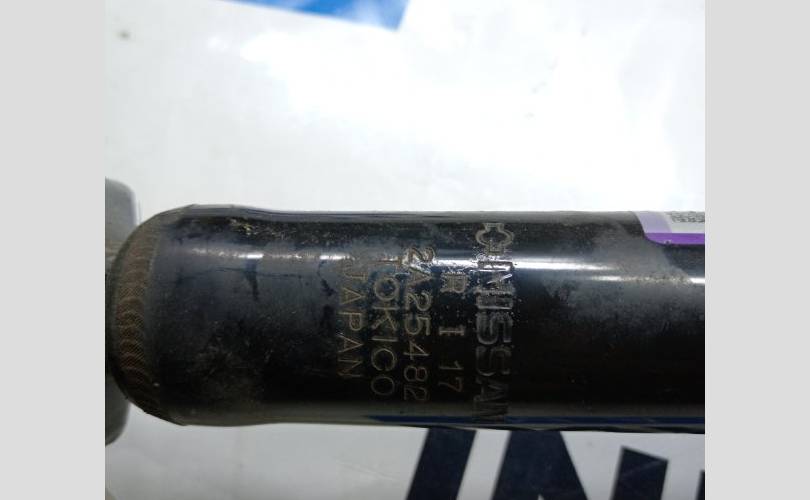 NISSAN
R I 17
2A25482
TOKICO
JAPAN